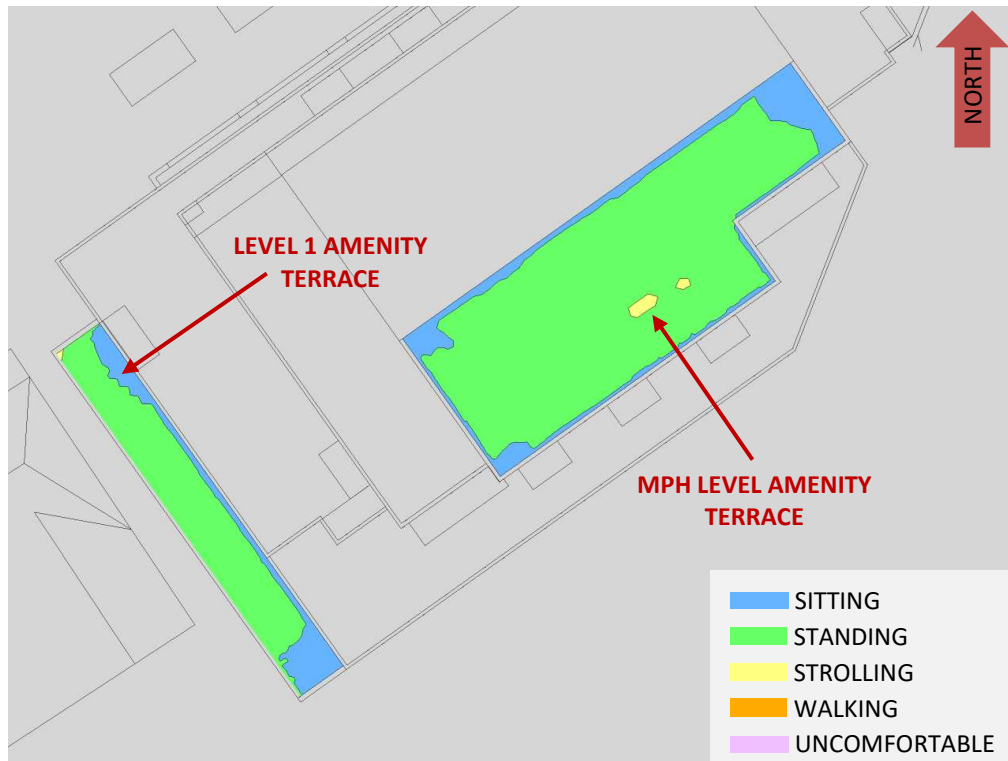 NORTH
LEVEL 1 AMENITY
TERRACE
MPH LEVEL AMENITY
TERRACE
SITTING
STANDING
STROLLING
WALKING
UNCOMFORTABLE